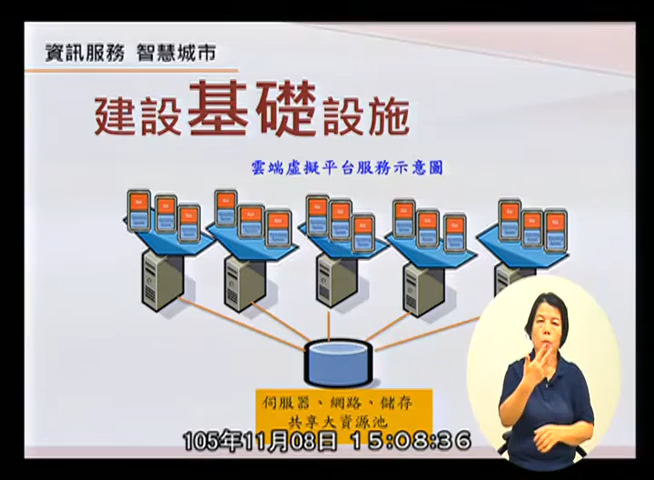 資訊服務 智慧城市
建設基礎設施
雲端虛擬平台服務示意圖
伺服器、網路、儲存
共享大資源池
105年11月08日 15:08:36